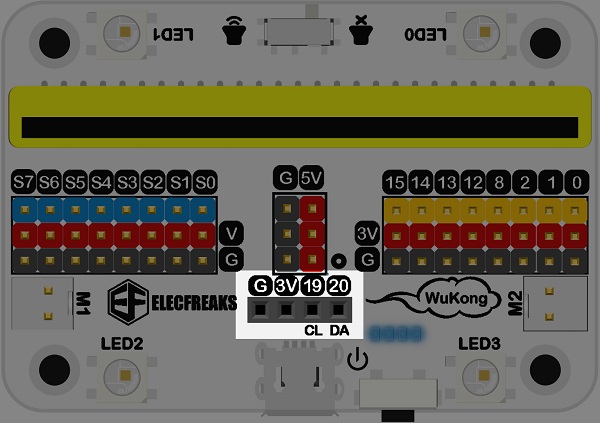 LED1 LED0
S7 S6 S5 S4 S3 S2 S1 S0 G 5V 15 14 13 12 8 2 1 0
V 3V
G G
G 3V 19 20
M1 ELECFREAKS WuKong M2
CL DA
LED2 LED3